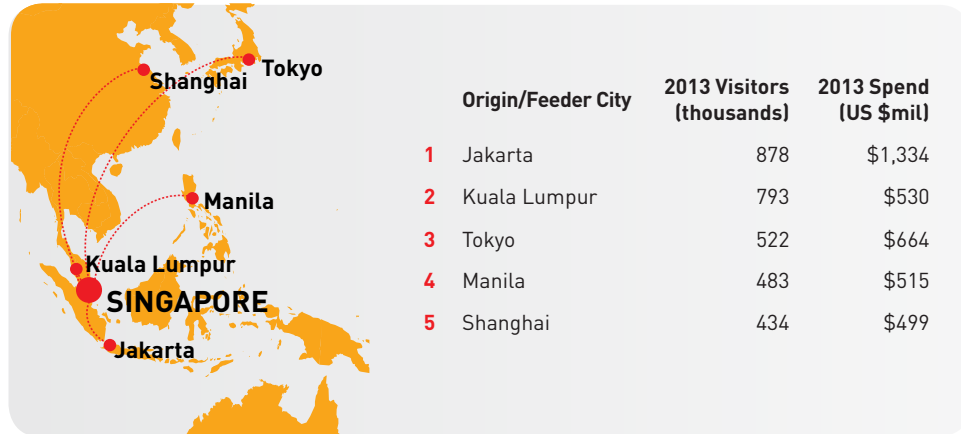 Tokyo
Shanghai
Manila
Kuala Lumpur
SINGAPORE
Jakarta
Origin/Feeder City 2013 Visitors (thousands) 2013 Spend (US $mil)
1 Jakarta 878 $1,334
2 Kuala Lumpur 793 $530
3 Tokyo 522 $664
4 Manila 483 $515
5 Shanghai 434 $499